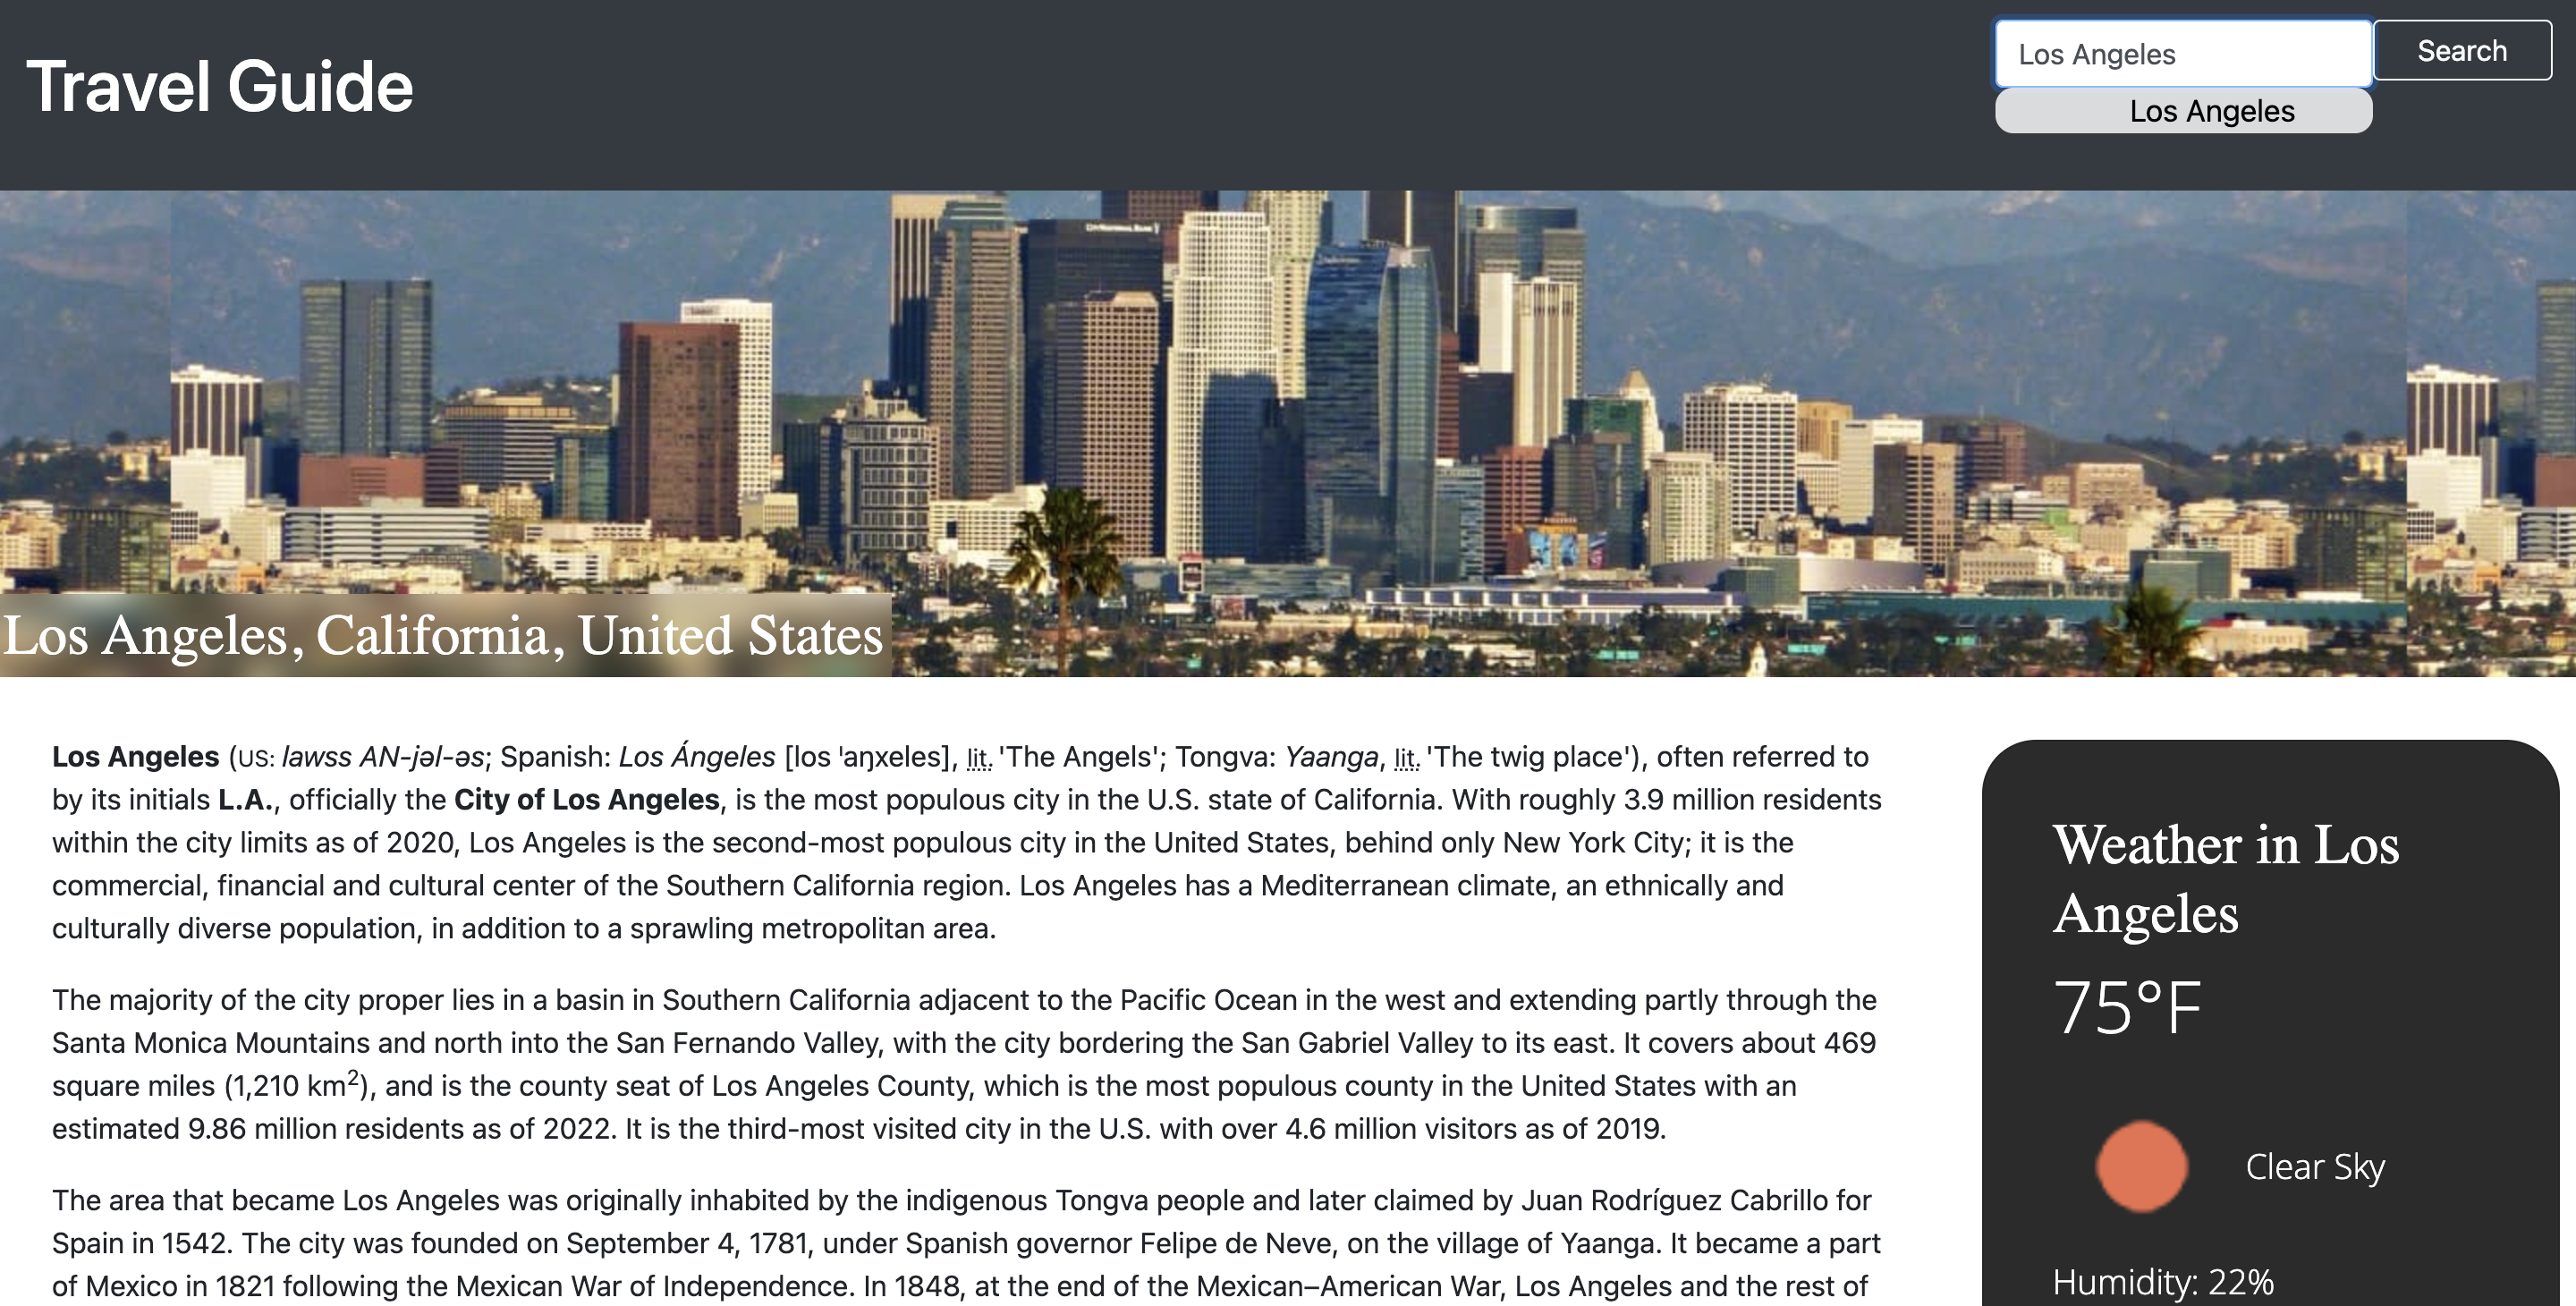 Travel Guide
Los Angeles
Search
Los Angeles
Los Angeles, California, United States
Los Angeles (US: lawss AN-jəl-əs; Spanish: Los Ángeles [los ˈaŋxeles], lit. 'The Angels'; Tongva: Yaanga, lit. 'The twig place'), often referred to
by its initials L.A., officially the City of Los Angeles, is the most populous city in the U.S. state of California. With roughly 3.9 million residents
within the city limits as of 2020, Los Angeles is the second-most populous city in the United States, behind only New York City; it is the
commercial, financial and cultural center of the Southern California region. Los Angeles has a Mediterranean climate, an ethnically and
culturally diverse population, in addition to a sprawling metropolitan area.
The majority of the city proper lies in a basin in Southern California adjacent to the Pacific Ocean in the west and extending partly through the
Santa Monica Mountains and north into the San Fernando Valley, with the city bordering the San Gabriel Valley to its east. It covers about 469
square miles (1,210 km²), and is the county seat of Los Angeles County, which is the most populous county in the United States with an
estimated 9.86 million residents as of 2022. It is the third-most visited city in the U.S. with over 4.6 million visitors as of 2019.
The area that became Los Angeles was originally inhabited by the indigenous Tongva people and later claimed by Juan Rodríguez Cabrillo for
Spain in 1542. The city was founded on September 4, 1781, under Spanish governor Felipe de Neve, on the village of Yaanga. It became a part
of Mexico in 1821 following the Mexican War of Independence. In 1848, at the end of the Mexican–American War, Los Angeles and the rest of
Weather in Los
Angeles
75°F
Clear Sky
Humidity: 22%